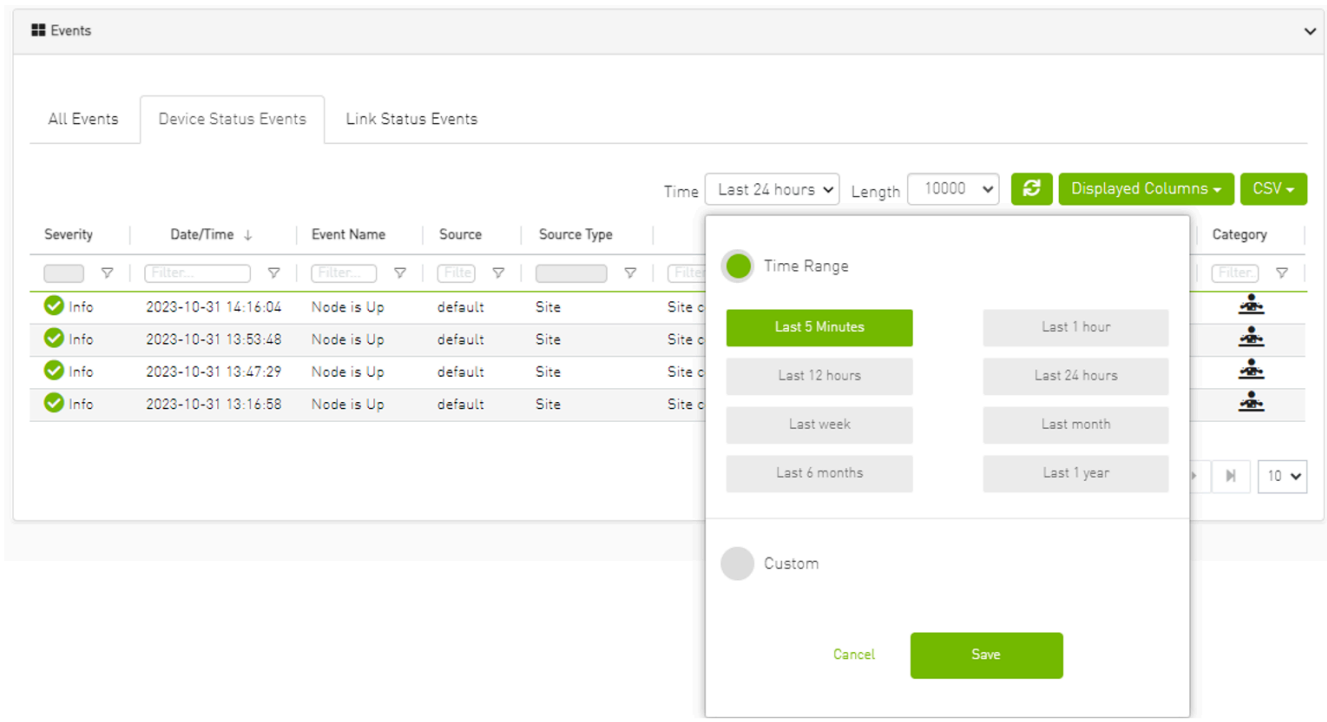 Events
All Events Device Status Events Link Status Events
Time Last 24 hours Length 10000 Displayed Columns CSV
Severity Date/Time ↓ Event Name Source Source Type Category
Filter... Filter... Filte Filter Filter.
Info 2023-10-31 14:16:04 Node is Up default Site Site c
Info 2023-10-31 13:53:48 Node is Up default Site Site c
Info 2023-10-31 13:47:29 Node is Up default Site Site c
Info 2023-10-31 13:16:58 Node is Up default Site Site c
10
Time Range
Last 5 Minutes Last 1 hour
Last 12 hours Last 24 hours
Last week Last month
Last 6 months Last 1 year
Custom
Cancel Save